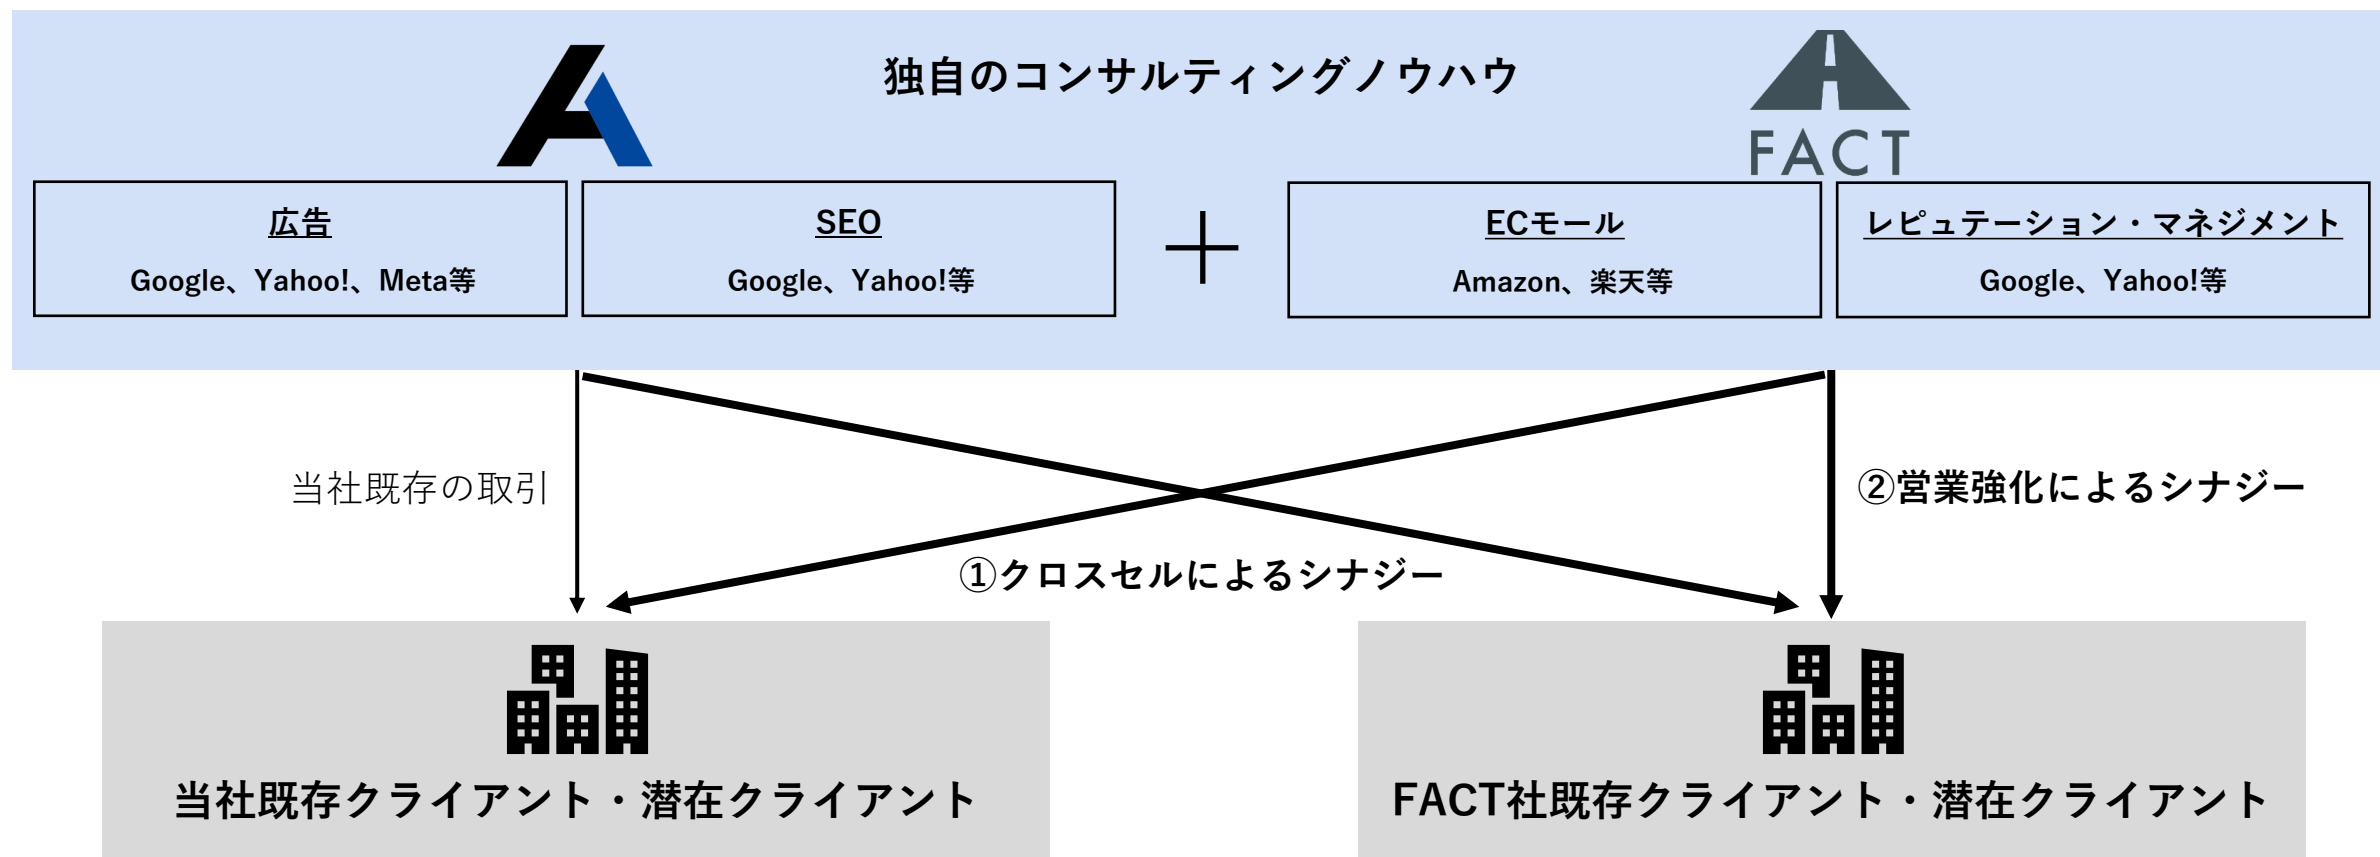 独自のコンサルティングノウハウ
FACT
広告
Google、Yahoo!、Meta等
SEO
Google、Yahoo!等
＋
ECモール
Amazon、楽天等
レピュテーション・マネジメント
Google、Yahoo!等
当社既存の取引
②営業強化によるシナジー
①クロスセルによるシナジー
当社既存クライアント・潜在クライアント
FACT社既存クライアント・潜在クライアント